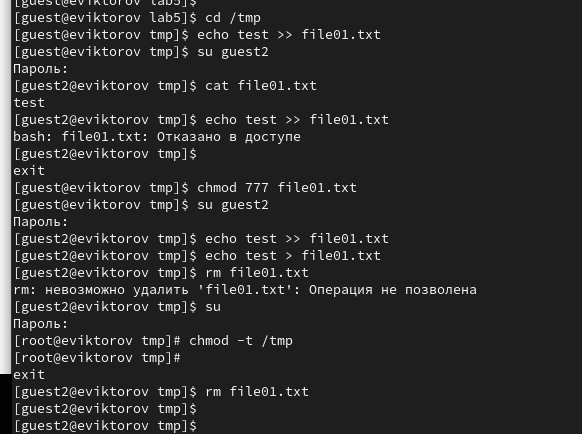 [guest@eviktorov lab5]$
[guest@eviktorov lab5]$ cd /tmp
[guest@eviktorov tmp]$ echo test >> file01.txt
[guest@eviktorov tmp]$ su guest2
Пароль:
[guest2@eviktorov tmp]$ cat file01.txt
test
[guest2@eviktorov tmp]$ echo test >> file01.txt
bash: file01.txt: Отказано в доступе
[guest2@eviktorov tmp]$
exit
[guest@eviktorov tmp]$ chmod 777 file01.txt
[guest@eviktorov tmp]$ su guest2
Пароль:
[guest2@eviktorov tmp]$ echo test >> file01.txt
[guest2@eviktorov tmp]$ echo test > file01.txt
[guest2@eviktorov tmp]$ rm file01.txt
rm: невозможно удалить 'file01.txt': Операция не позволена
[guest2@eviktorov tmp]$ su
Пароль:
[root@eviktorov tmp]# chmod -t /tmp
[root@eviktorov tmp]#
exit
[guest2@eviktorov tmp]$ rm file01.txt
[guest2@eviktorov tmp]$
[guest2@eviktorov tmp]$